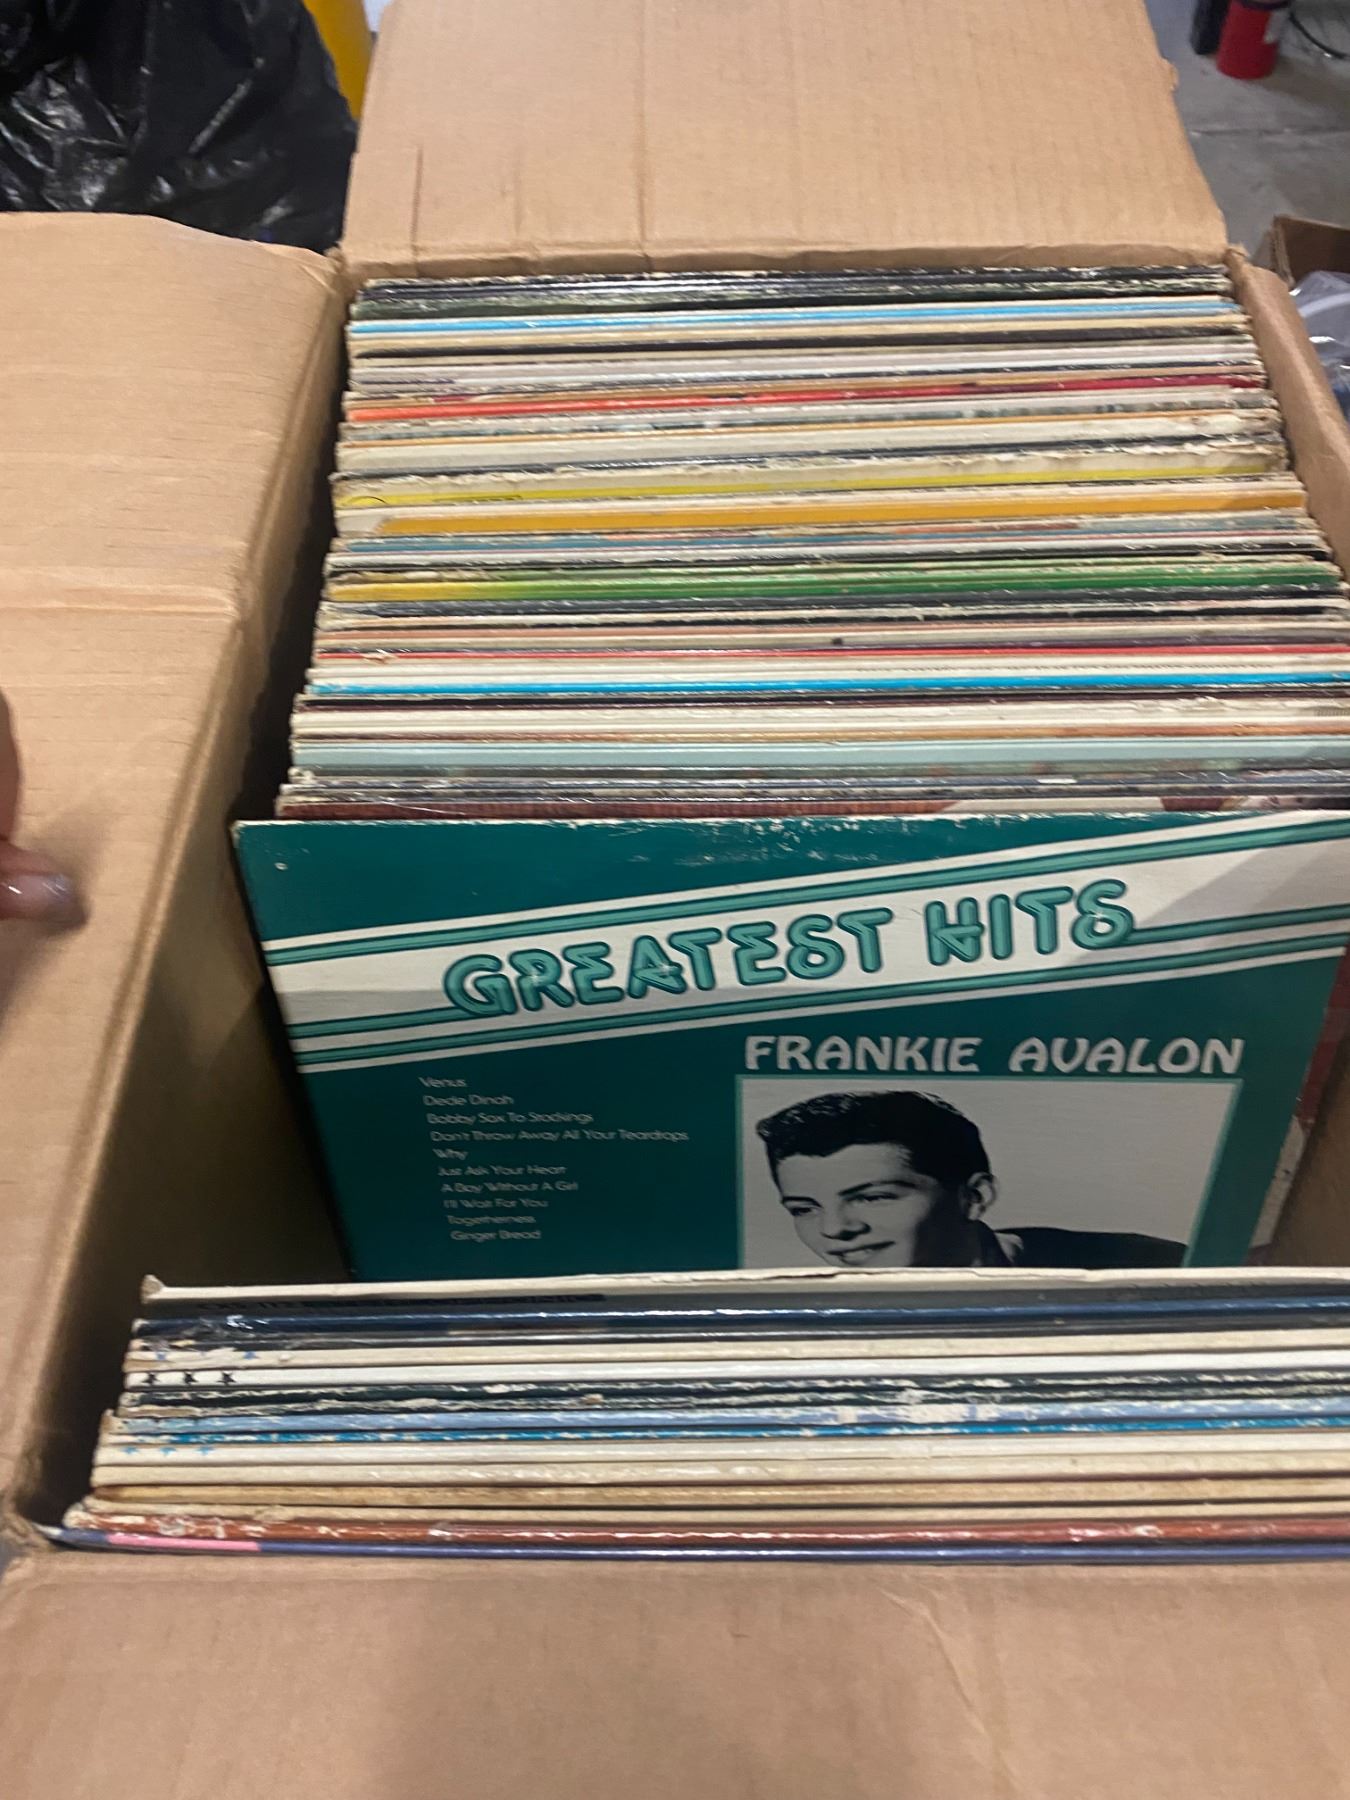 GREATEST HITS
FRANKIE AVALON
Venus
Dede Dinah
Bobby Sox To Stockings
Don't Throw Away All Your Teardrops
Why
Just Ask Your Heart
A Boy Without A Girl
I'll Wait For You
Togetherness
Ginger Bread